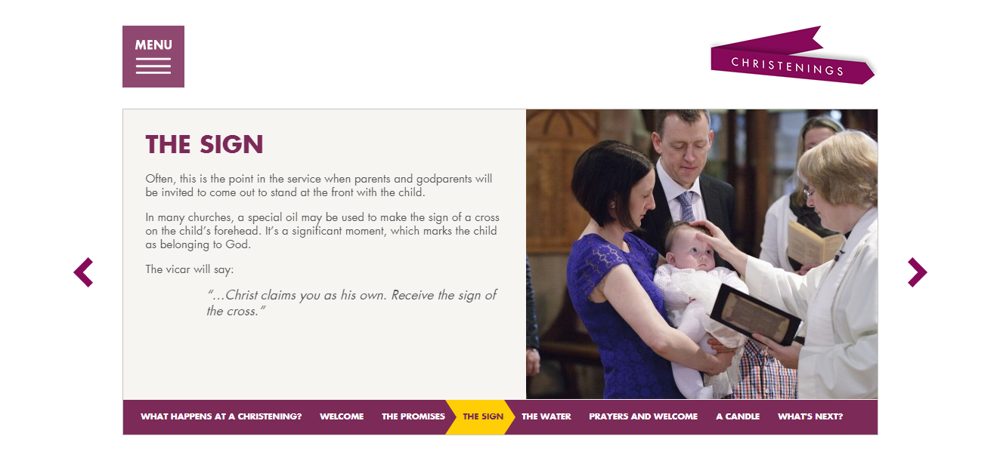 MENU
CHRISTENINGS
THE SIGN
Often, this is the point in the service when parents and godparents will
be invited to come out to stand at the front with the child.
In many churches, a special oil may be used to make the sign of a cross
on the child’s forehead. It’s a significant moment, which marks the child
as belonging to God.
The vicar will say:
“…Christ claims you as his own. Receive the sign of
the cross.”
WHAT HAPPENS AT A CHRISTENING? WELCOME THE PROMISES THE SIGN THE WATER PRAYERS AND WELCOME A CANDLE WHAT'S NEXT?